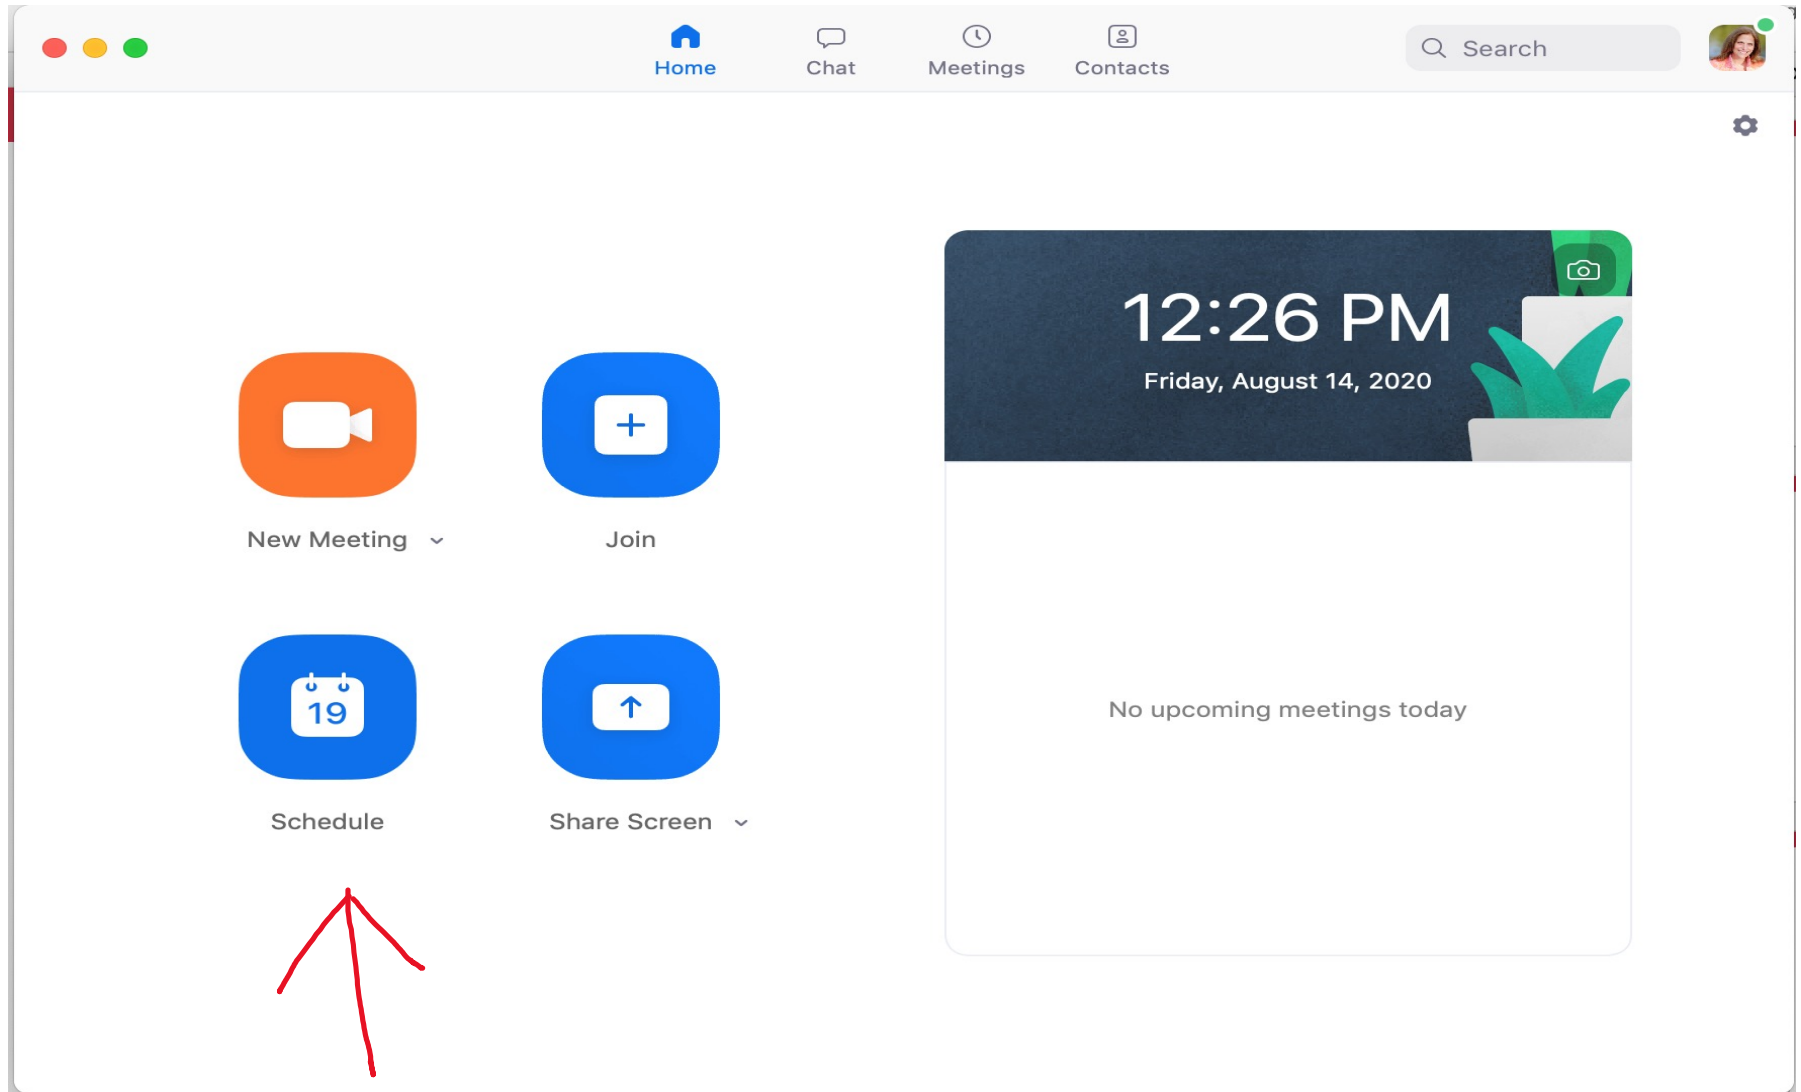 Home
Chat
Meetings
Contacts
Search
12:26 PM
Friday, August 14, 2020
New Meeting
Join
19
Schedule
Share Screen
No upcoming meetings today